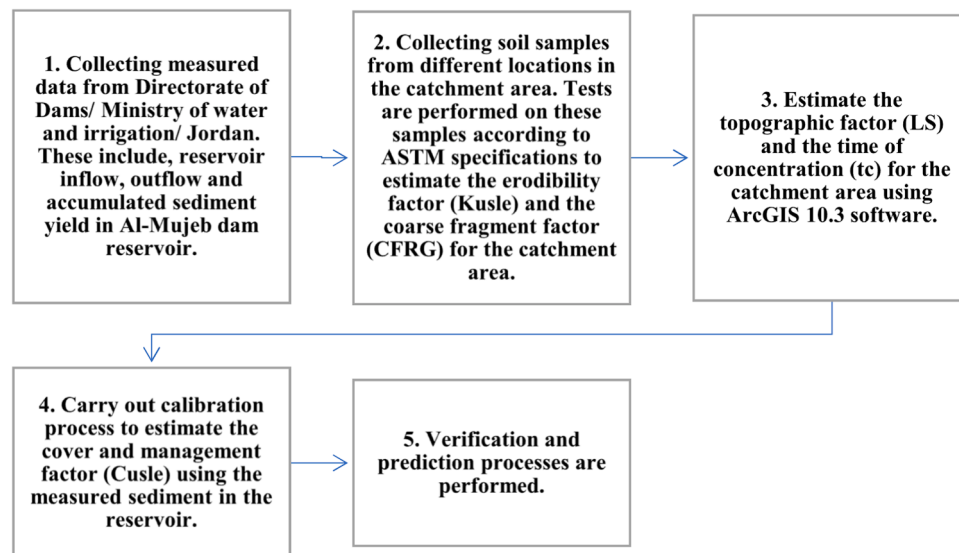 1. Collecting measured
data from Directorate of
Dams/ Ministry of water
and irrigation/ Jordan.
These include, reservoir
inflow, outflow and
accumulated sediment
yield in Al-Mujeb dam
reservoir.
2. Collecting soil samples
from different locations in
the catchment area. Tests
are performed on these
samples according to
ASTM specifications to
estimate the erodibility
factor (Kusle) and the
coarse fragment factor
(CFRG) for the catchment
area.
3. Estimate the
topographic factor (LS)
and the time of
concentration (tc) for the
catchment area using
ArcGIS 10.3 software.
4. Carry out calibration
process to estimate the
cover and management
factor (Cusle) using the
measured sediment in the
reservoir.
5. Verification and
prediction processes are
performed.